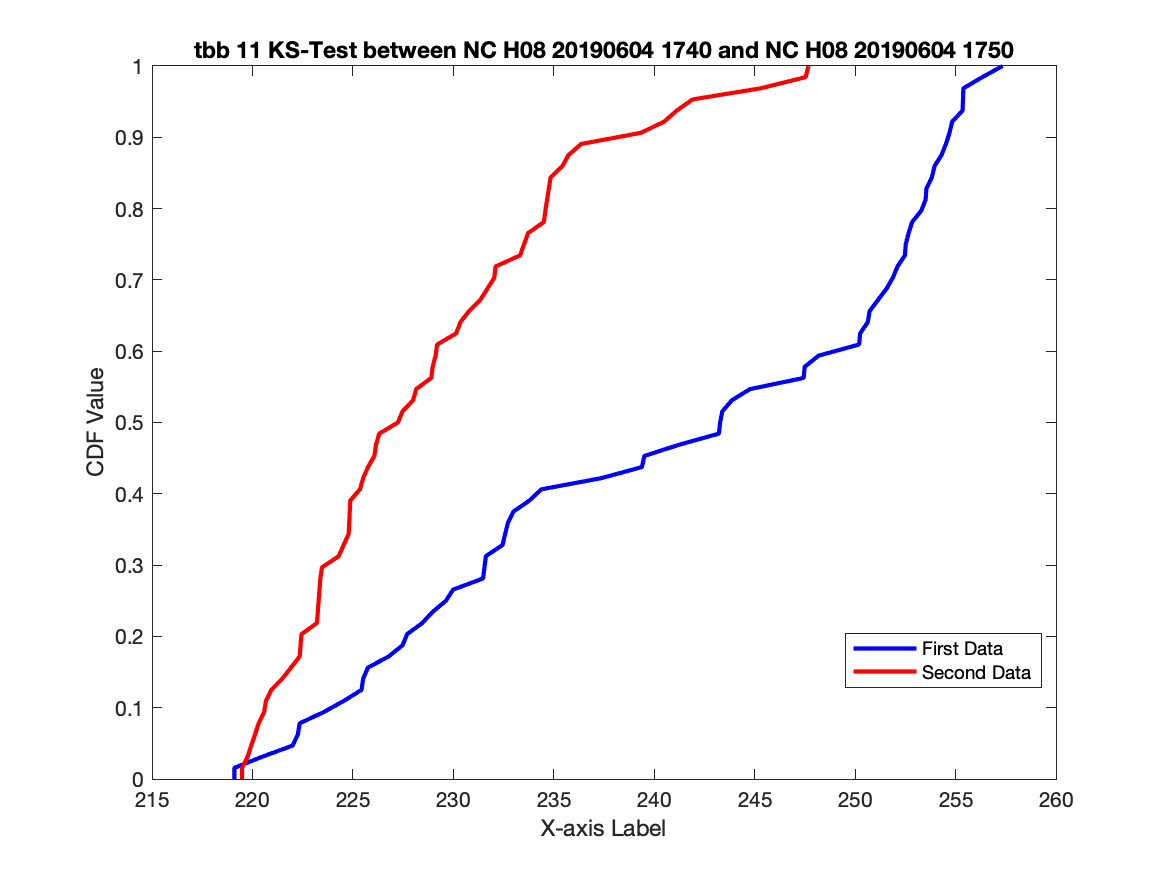 tbb 11 KS-Test between NC H08 20190604 1740 and NC H08 20190604 1750
1
0.9
0.8
0.7
0.6
0.5
0.4
0.3
0.2
0.1
0
CDF Value
First Data
Second Data
215 220 225 230 235 240 245 250 255 260
X-axis Label